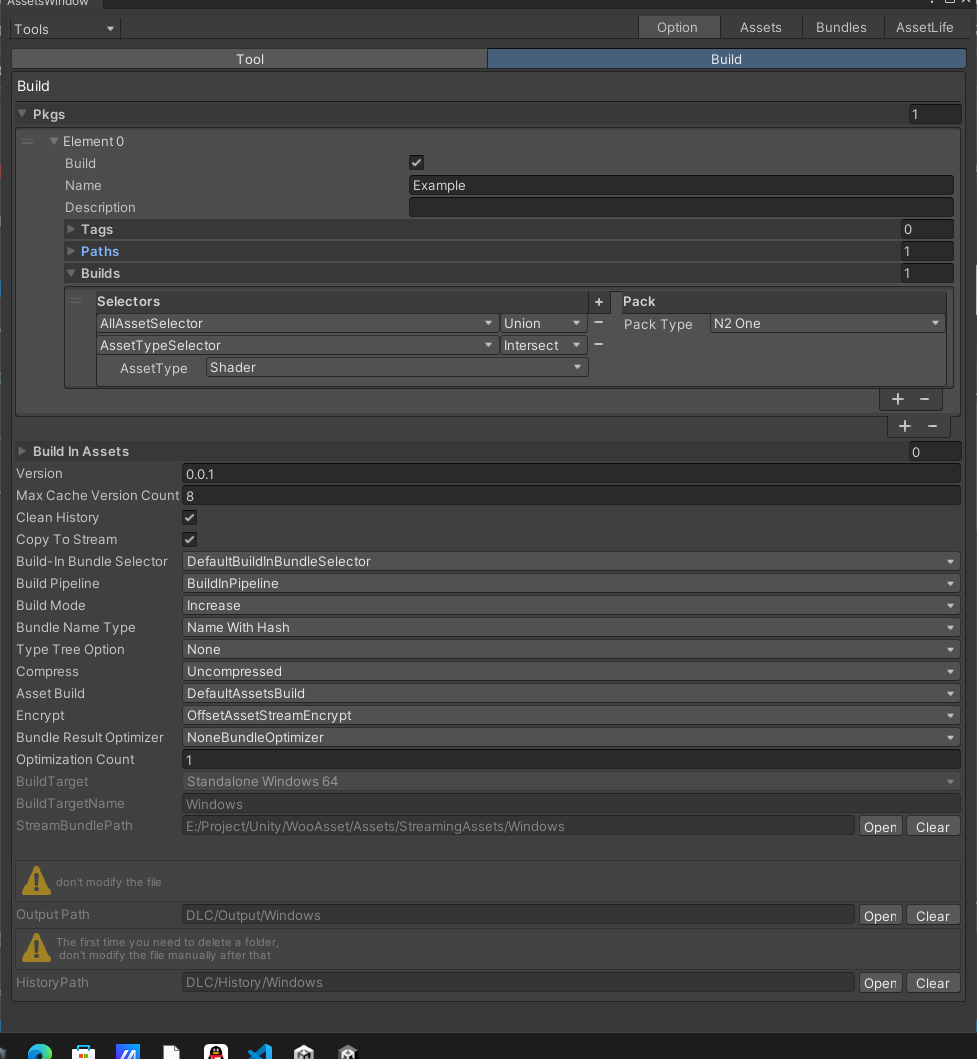 AssetsWindow
Tools Option Assets Bundles AssetLife
Tool Build
Build
Pkgs 1
Element 0
Build
Name Example
Description
Tags 0
Paths 1
Builds 1
Selectors + Pack
AllAssetSelector Union − Pack Type N2 One
AssetTypeSelector Intersect −
AssetType Shader
+ −
+ −
Build In Assets 0
Version 0.0.1
Max Cache Version Count 8
Clean History
Copy To Stream
Build-In Bundle Selector DefaultBuildInBundleSelector
Build Pipeline BuildInPipeline
Build Mode Increase
Bundle Name Type Name With Hash
Type Tree Option None
Compress Uncompressed
Asset Build DefaultAssetsBuild
Encrypt OffsetAssetStreamEncrypt
Bundle Result Optimizer NoneBundleOptimizer
Optimization Count 1
BuildTarget Standalone Windows 64
BuildTargetName Windows
StreamBundlePath E:/Project/Unity/WooAsset/Assets/StreamingAssets/Windows Open Clear
don't modify the file
Output Path DLC/Output/Windows Open Clear
The first time you need to delete a folder,
don't modify the file manually after that
HistoryPath DLC/History/Windows Open Clear